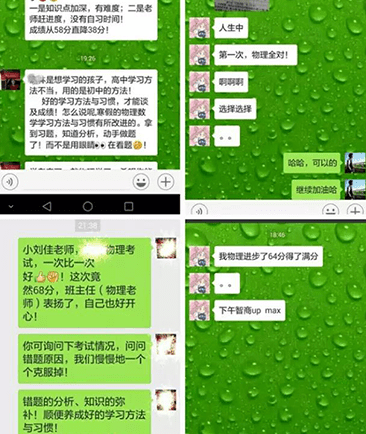 一是知识点加深，有难度；二是老
师赶进度，没有自习时间！
成绩从58分直降38分！
19:26
是想学习的孩子，高中学习方
法不当，用的是初中的方法！
好的学习方法与习惯，才能谈
及成绩！怎么说呢，寒假的物理数
学学习方法与习惯有所改进的。拿
到习题，知道分析，动手做题
了！而不是用眼睛👀在看题🤔！
人生中
第一次，物理全对！
啊啊啊
选择选择
。。
哈哈，可以的
继续加油哈
21:38
小刘佳老师，物理考
试，一次比一次
好👍✊！这次竟
然68分，班主任（物理老
师）表扬了，自己也好开
心！
你可询问下考试情况，问问
错题原因，我们慢慢地一个
个克服掉！
错题的分析、知识的弥
补！顺便养成好的学习方法
与习惯！
18:46
我物理进步了64分得了满分
。。
下午智商up max